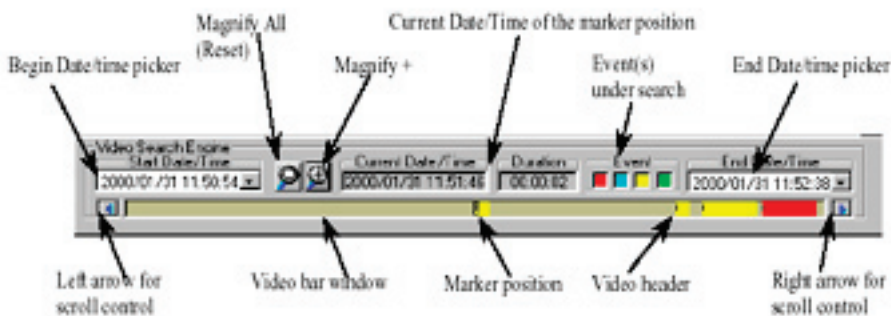 Magnify All
(Reset)
Current Date/Time of the marker position
Begin Date/time picker
Magnify +
Event(s)
under search
End Date/time picker
Video Search Engine
Start Date/Time
Current Date/Time
Duration
Event
End Date/Time
2000/01/31 11:50:54
2000/01/31 11:51:46
00:00:02
2000/01/31 11:52:38
Left arrow for
scroll control
Video bar window
Marker position
Video header
Right arrow for
scroll control